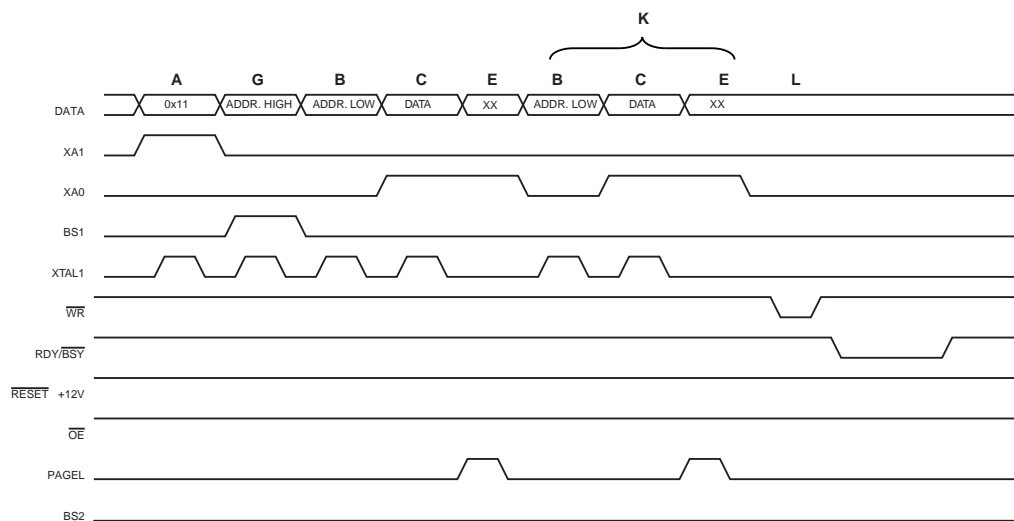 K
A G B C E B C E L
DATA 0x11 ADDR. HIGH ADDR. LOW DATA XX ADDR. LOW DATA XX
XA1
XA0
BS1
XTAL1
WR
RDY/BSY
RESET +12V
OE
PAGEL
BS2